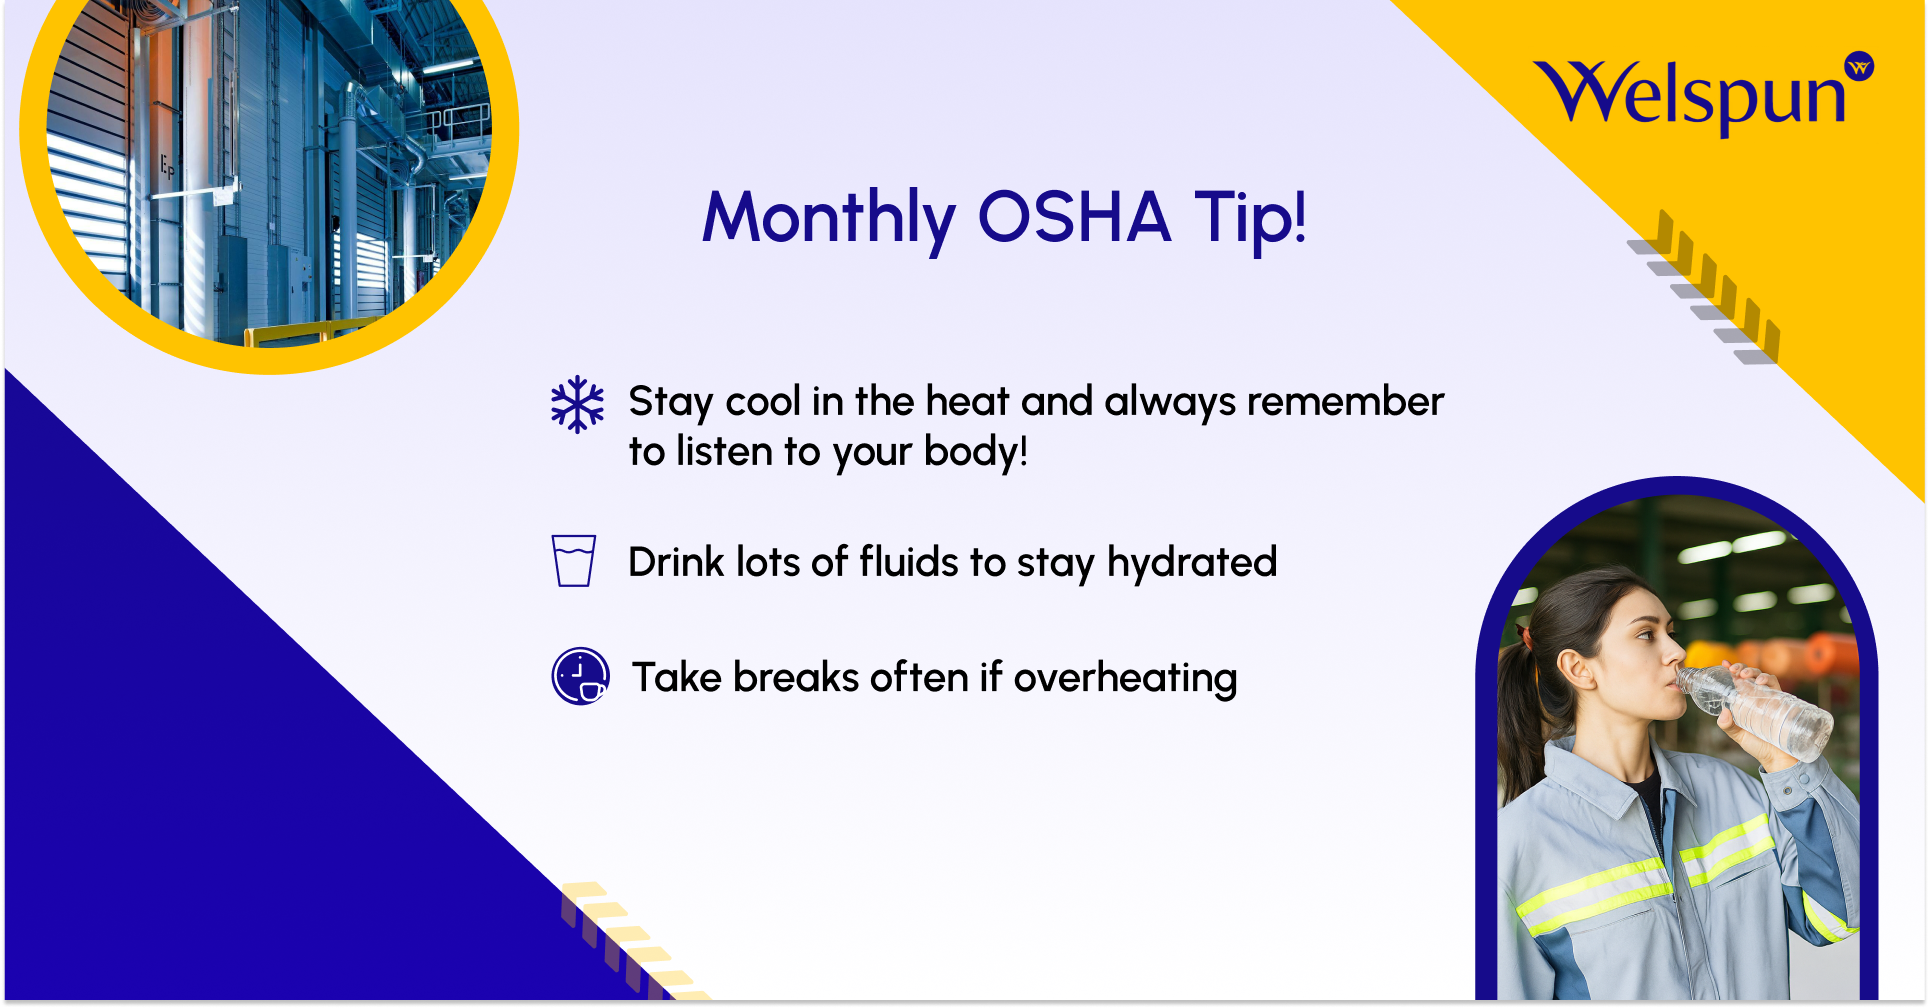 Welspun
Monthly OSHA Tip!
Stay cool in the heat and always remember
to listen to your body!
Drink lots of fluids to stay hydrated
Take breaks often if overheating